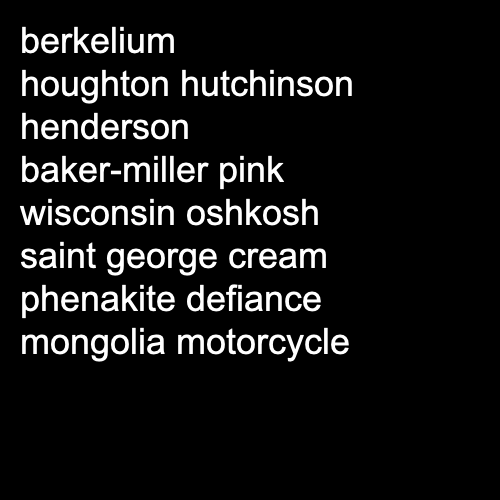 berkelium
houghton hutchinson
henderson
baker-miller pink
wisconsin oshkosh
saint george cream
phenakite defiance
mongolia motorcycle